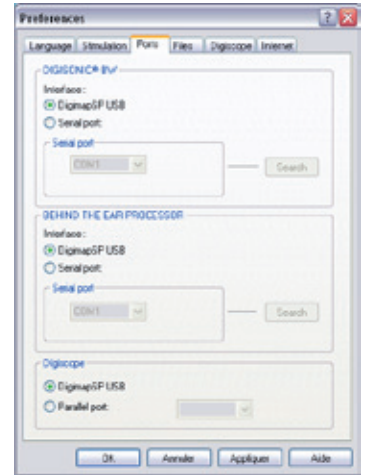 Preferences
Language Stimulation Ports Files Digiscope Internet
DIGISONIC® BW
Interface:
DigimapSP USB
Serial port:
Serial port
COM1 Search
BEHIND THE EAR PROCESSOR
Interface:
DigimapSP USB
Serial port:
Serial port
COM1 Search
Digiscope
DigimapSP USB
Parallel port:
OK Annuler Appliquer Aide